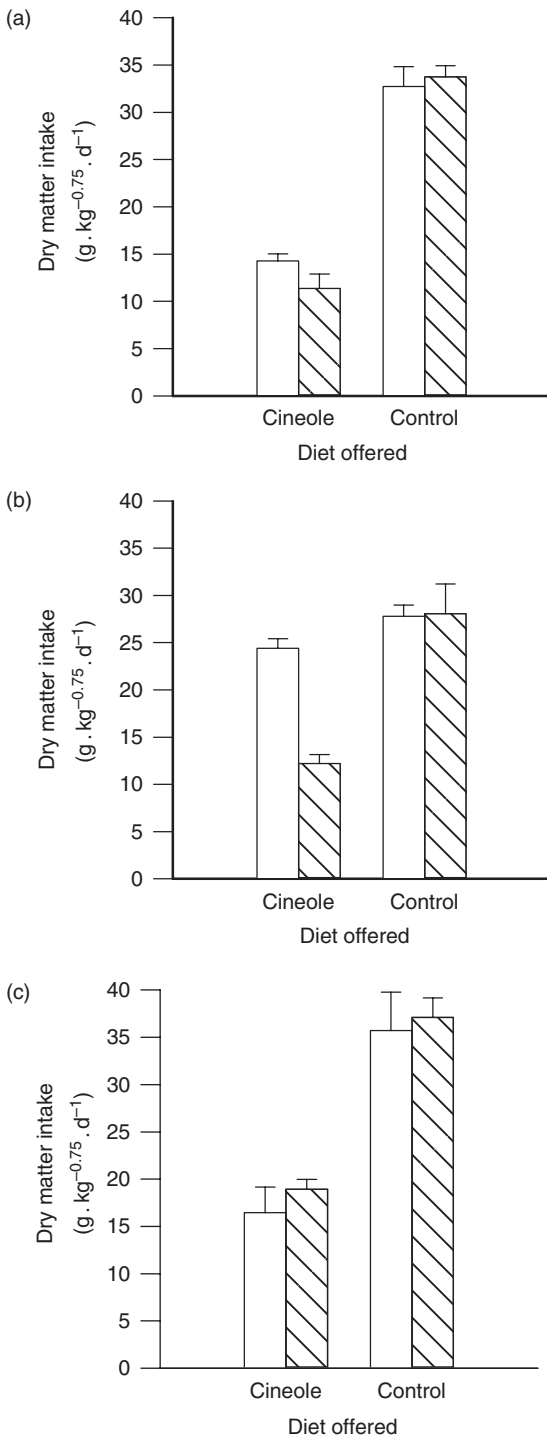 (a)
40
35
30
25
20
15
10
5
0
Dry matter intake
(g.kg⁻⁰·⁷⁵.d⁻¹)
Cineole Control
Diet offered
(b)
40
35
30
25
20
15
10
5
0
Dry matter intake
(g.kg⁻⁰·⁷⁵.d⁻¹)
Cineole Control
Diet offered
(c)
40
35
30
25
20
15
10
5
0
Dry matter intake
(g.kg⁻⁰·⁷⁵.d⁻¹)
Cineole Control
Diet offered